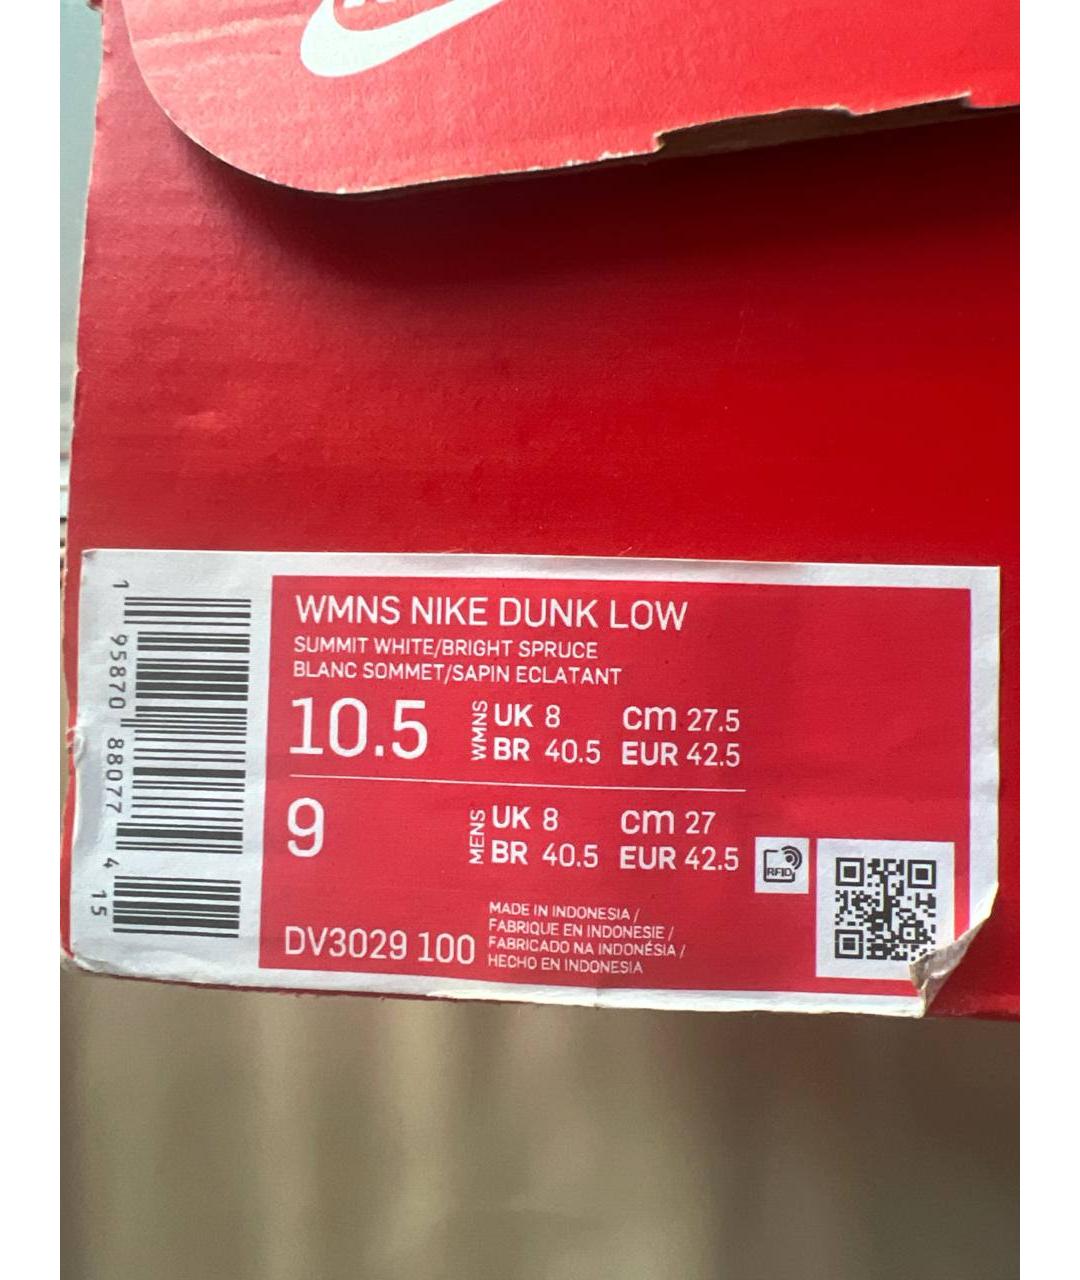 WMNS NIKE DUNK LOW
SUMMIT WHITE/BRIGHT SPRUCE
BLANC SOMMET/SAPIN ECLATANT
10.5 WMNS UK 8 cm 27.5
BR 40.5 EUR 42.5
9 MENS UK 8 cm 27
BR 40.5 EUR 42.5
RFID
DV3029 100
MADE IN INDONESIA /
FABRIQUE EN INDONESIE /
FABRICADO NA INDONÉSIA /
HECHO EN INDONESIA
1 95870 88077 4 15